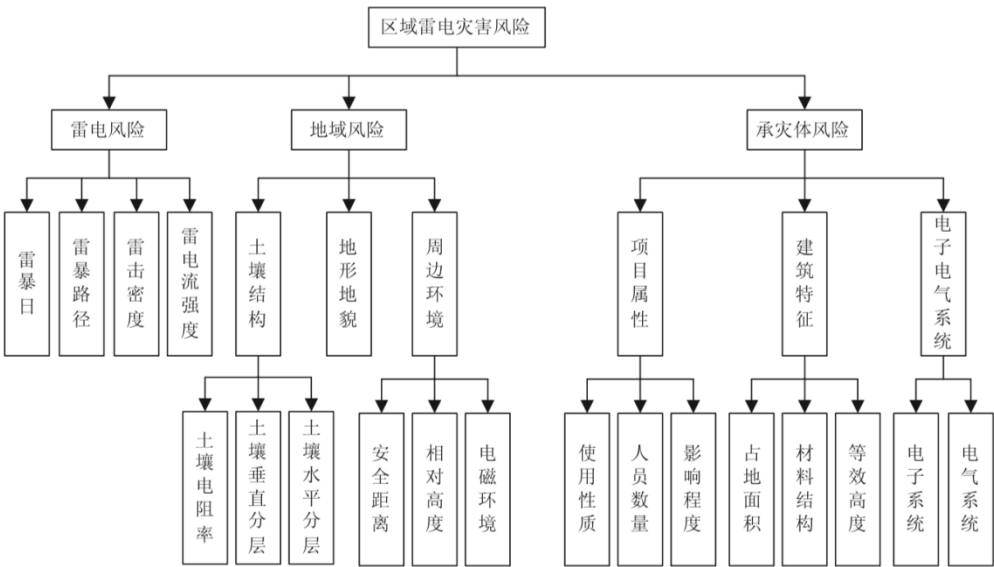 区域雷电灾害风险
雷电风险
地域风险
承灾体风险
雷暴日
雷暴路径
雷击密度
雷电流强度
土壤结构
地形地貌
周边环境
项目属性
建筑特征
电子电气系统
土壤电阻率
土壤垂直分层
土壤水平分层
安全距离
相对高度
电磁环境
使用性质
人员数量
影响程度
占地面积
材料结构
等效高度
电子系统
电气系统